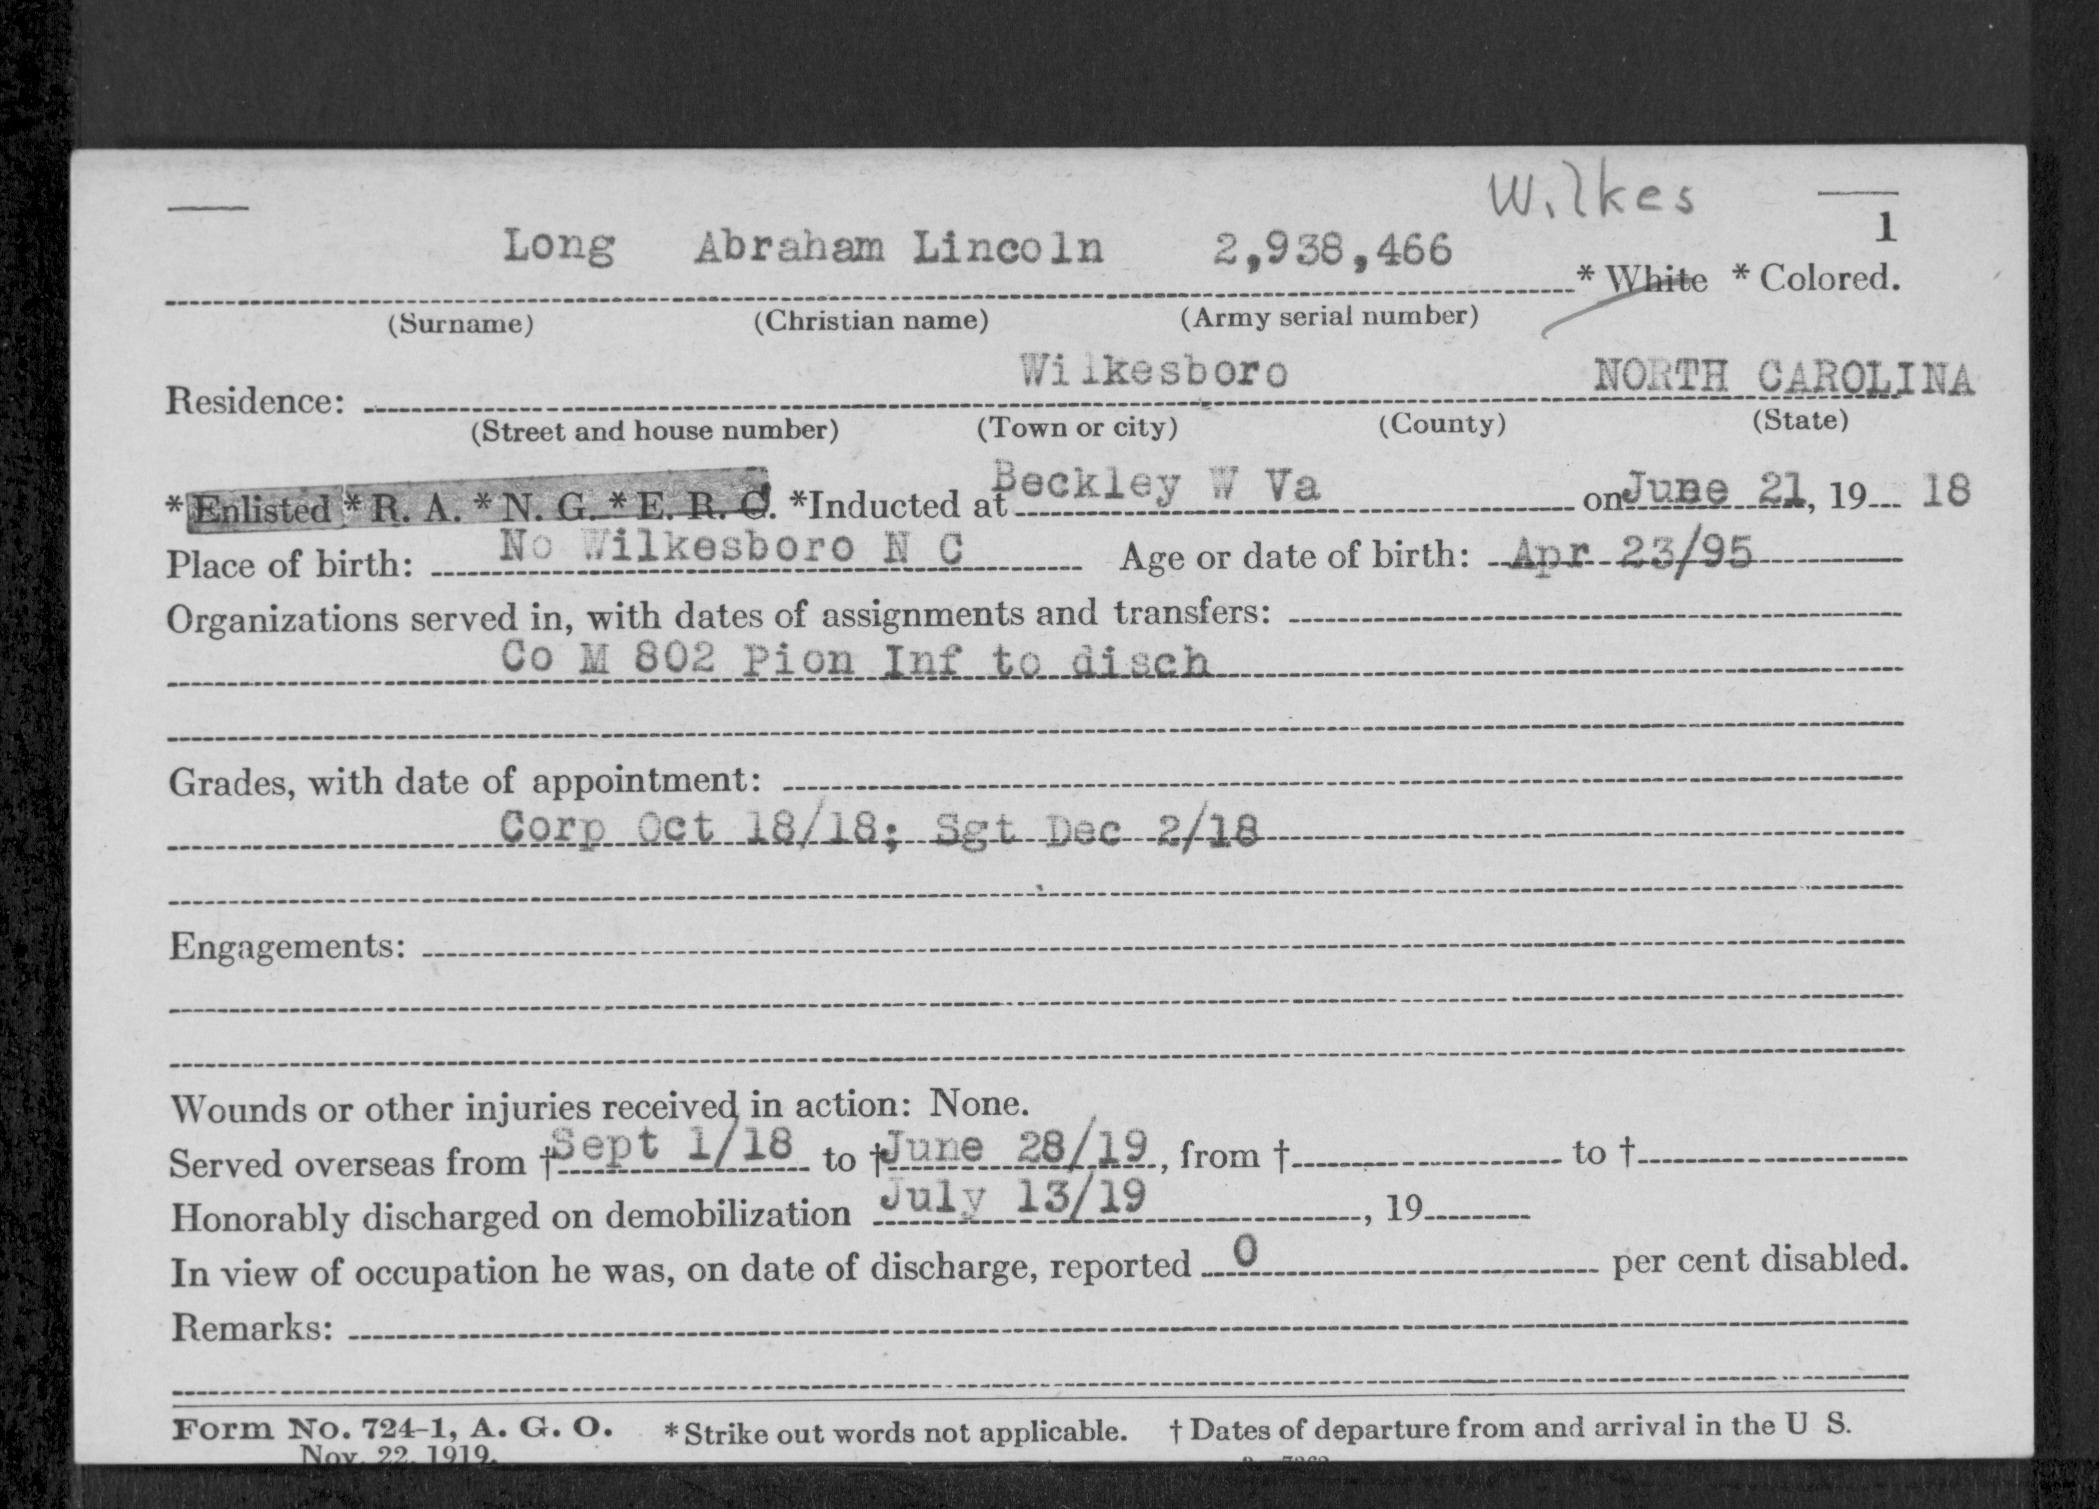 Wilkes
1
Long Abraham Lincoln 2,938,466 * White * Colored.
(Surname) (Christian name) (Army serial number)
Wilkesboro NORTH CAROLINA
Residence:
(Street and house number) (Town or city) (County) (State)
*Enlisted *R. A. *N. G. *E. R. C. *Inducted at Beckley W Va on June 21, 19 18
Place of birth: No Wilkesboro N C Age or date of birth: Apr 23/95
Organizations served in, with dates of assignments and transfers:
Co M 802 Pion Inf to disch
Grades, with date of appointment:
Corp Oct 18/18; Sgt Dec 2/18
Engagements:
Wounds or other injuries received in action: None.
Served overseas from †Sept 1/18 to †June 28/19, from † to †
Honorably discharged on demobilization July 13/19, 19
In view of occupation he was, on date of discharge, reported 0 per cent disabled.
Remarks:
Form No. 724-1, A. G. O. *Strike out words not applicable. †Dates of departure from and arrival in the U S.
Nov. 22, 1919.